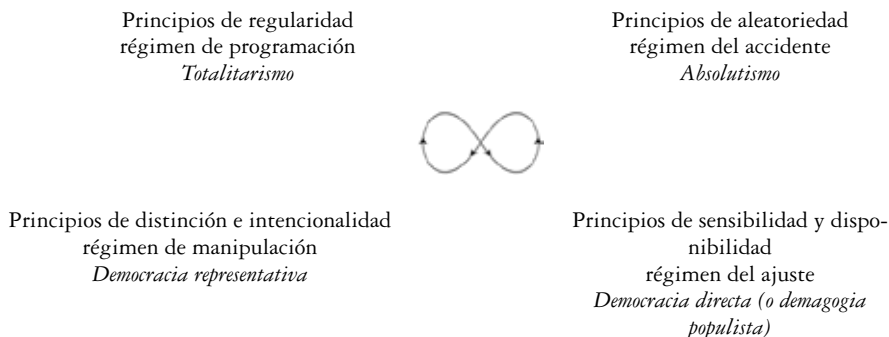 Principios de regularidad
régimen de programación
Totalitarismo
Principios de aleatoriedad
régimen del accidente
Absolutismo
Principios de distinción e intencionalidad
régimen de manipulación
Democracia representativa
Principios de sensibilidad y dispo-
nibilidad
régimen del ajuste
Democracia directa (o demagogia
populista)